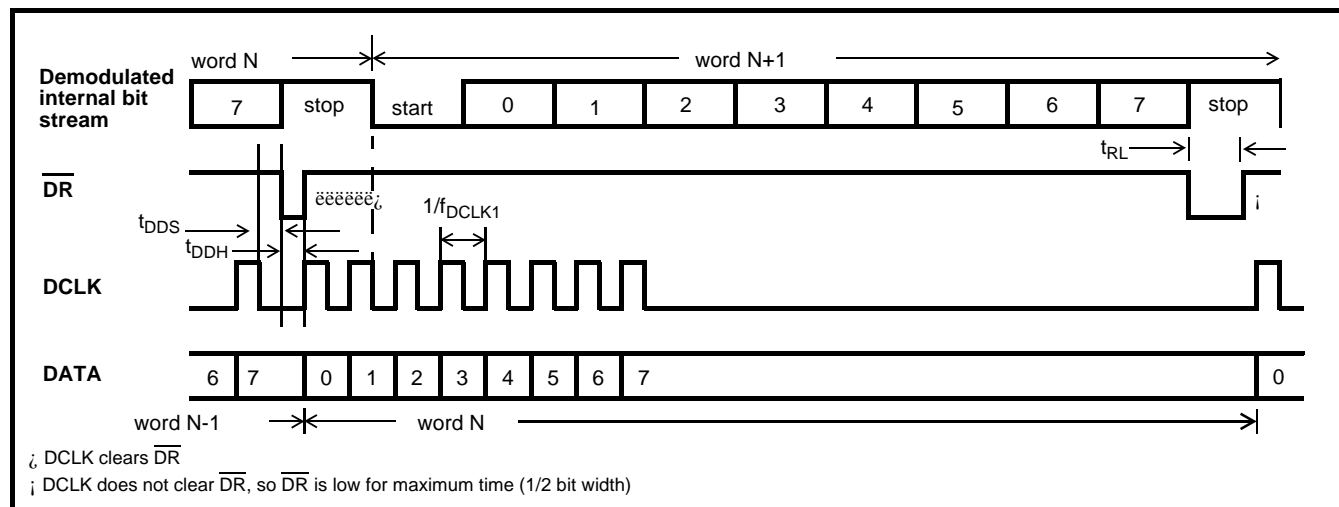 word N word N+1
Demodulated
internal bit
stream
7 stop start 0 1 2 3 4 5 6 7 stop
tRL
DR
ëëëëëë¿ ¡
1/fDCLK1
tDDS
tDDH
DCLK
DATA
6 7 0 1 2 3 4 5 6 7 0
word N-1 word N
¿ DCLK clears DR
¡ DCLK does not clear DR, so DR is low for maximum time (1/2 bit width)